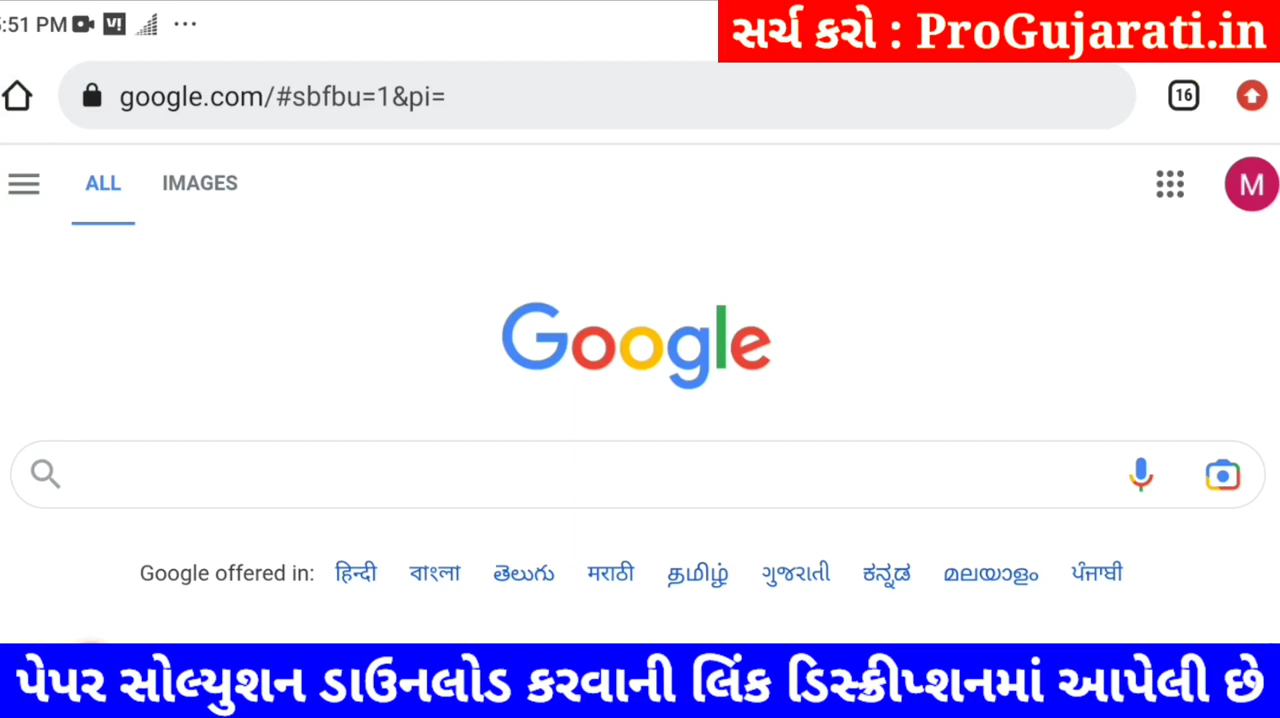 :51 PM
સર્ચ કરો : ProGujarati.in
google.com/#sbfbu=1&pi=
16
ALL IMAGES
M
Google
Google offered in: हिन्दी বাংলা తెలుగు मराठी தமிழ் ગુજરાતી ಕನ್ನಡ മലയാളം ਪੰਜਾਬੀ
પેપર સોલ્યુશન ડાઉનલોડ કરવાની લિંક ડિસ્ક્રીપ્શનમાં આપેલી છે